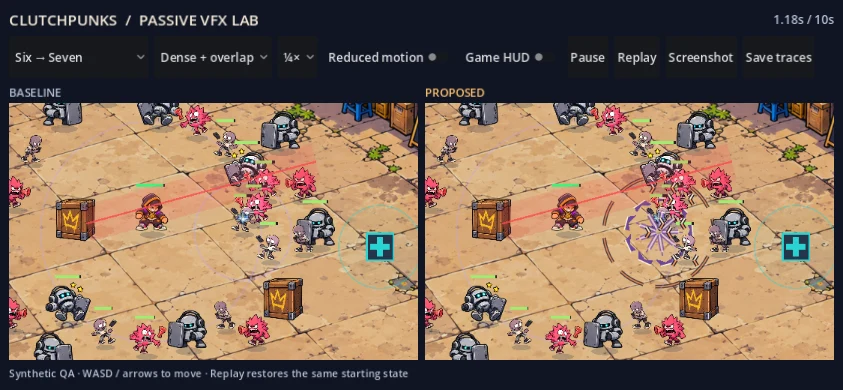 CLUTCHPUNKS / PASSIVE VFX LAB
1.18s / 10s
Six → Seven
Dense + overlap
¼×
Reduced motion
Game HUD
Pause
Replay
Screenshot
Save traces
BASELINE
PROPOSED
Synthetic QA · WASD / arrows to move · Replay restores the same starting state